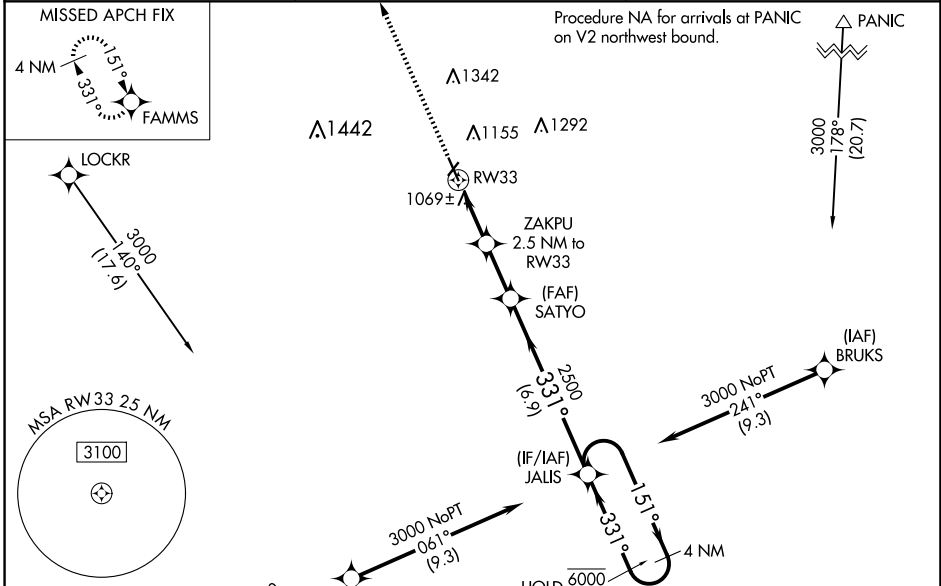 MISSED APCH FIX
4 NM
151°
331°
FAMMS
Procedure NA for arrivals at PANIC
on V2 northwest bound.
PANIC
3000
178°
(20.7)
1342
1442
1155
1292
LOCKR
3000
140°
(17.6)
RW33
1069±
ZAKPU
2.5 NM to
RW33
(FAF)
SATYO
2500
331°
(6.9)
(IAF)
BRUKS
3000 NoPT
241°
(9.3)
MSA RW33 25 NM
3100
(IF/IAF)
JALIS
151°
331°
4 NM
3000 NoPT
061°
(9.3)
HOLD 6000